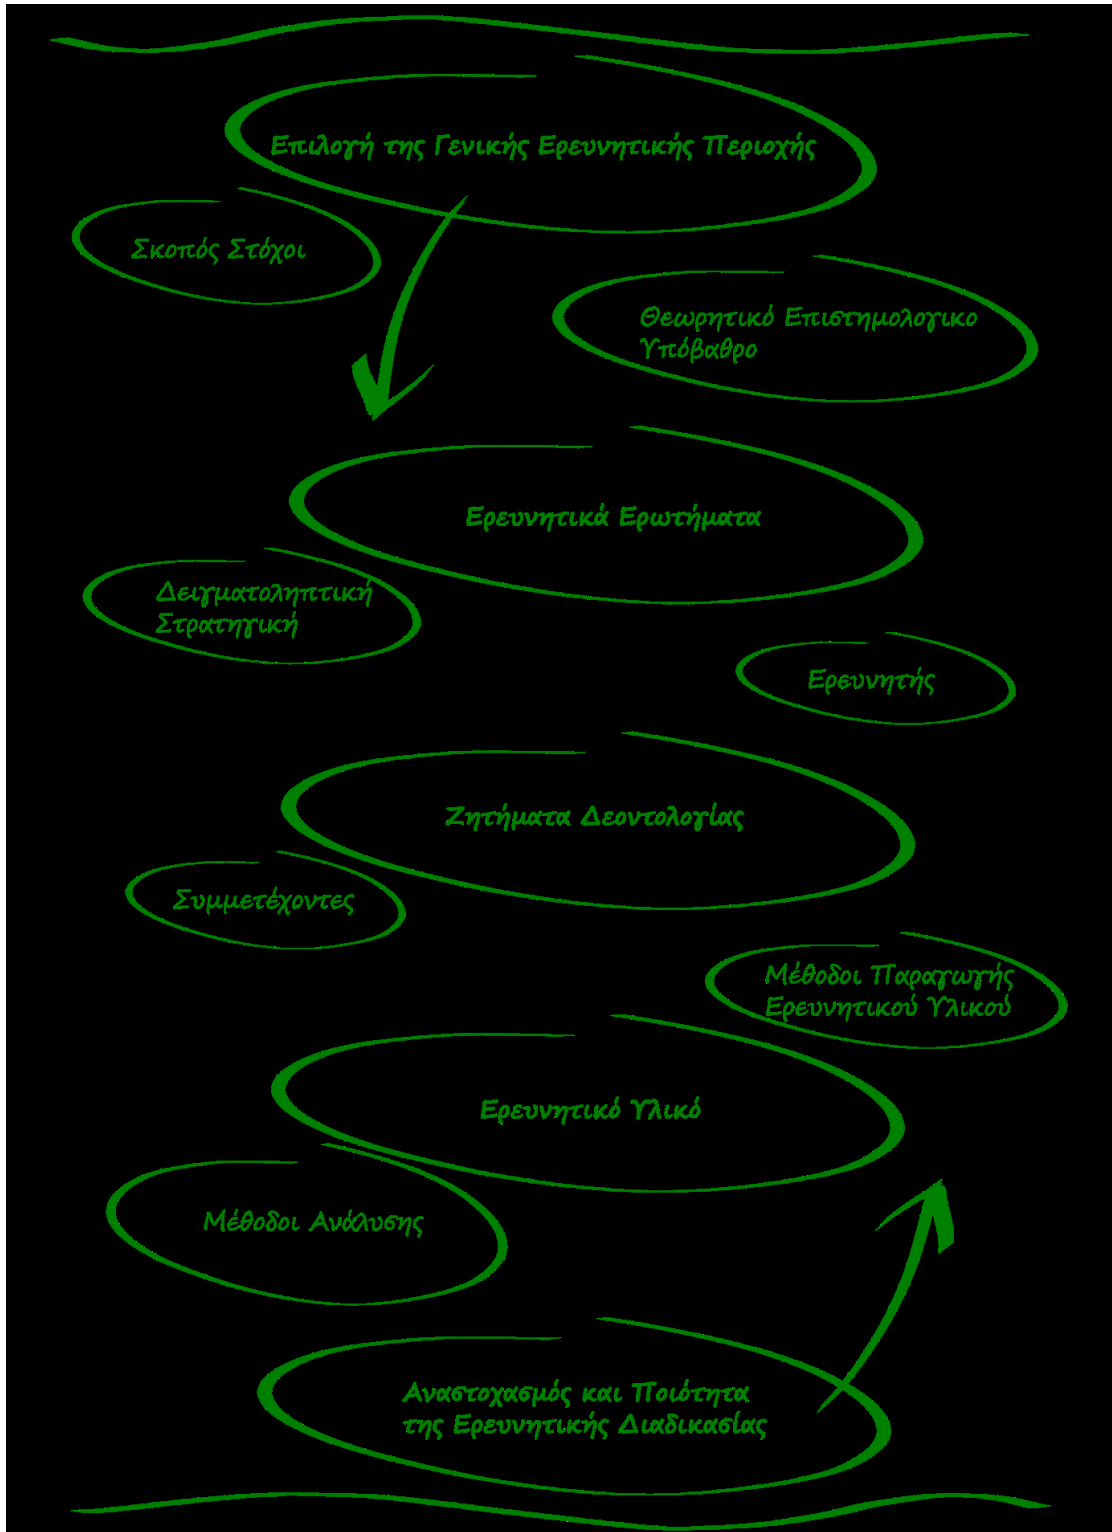 Επιλογή της Γενικής Ερευνητικής Περιοχής
Σκοπός Στόχοι
Θεωρητικό Επιστημολογικο
Υπόβαθρο
Ερευνητικά Ερωτήματα
Δειγματοληπτική
Στρατηγική
Ερευνητής
Ζητήματα Δεοντολογίας
Συμμετέχοντες
Μέθοδοι Παραγωγής
Ερευνητικού Υλικού
Ερευνητικό Υλικό
Μέθοδοι Ανάλυσης
Αναστοχασμός και Ποιότητα
της Ερευνητικής Διαδικασίας